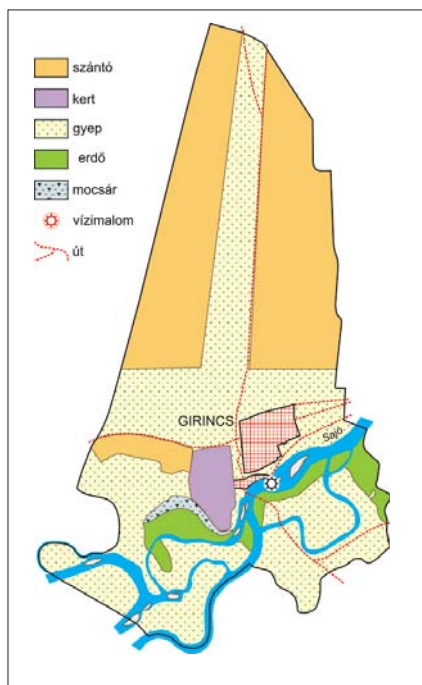 szántó
kert
gyep
erdő
mocsár
vízimalom
út
GIRINCS
Sajó